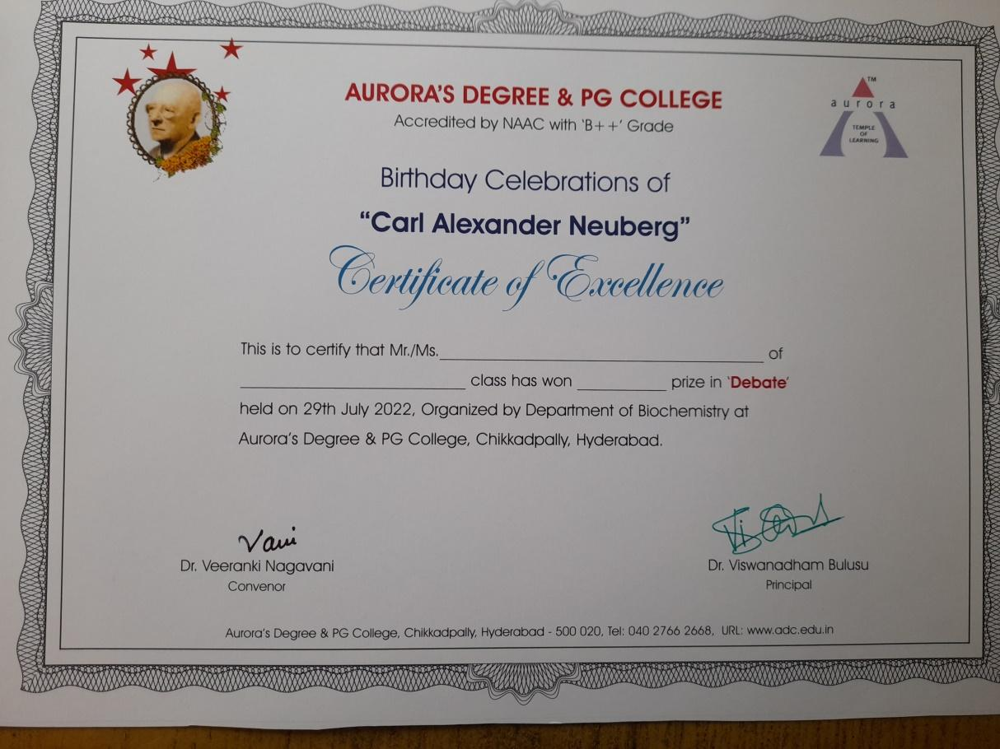 AURORA'S DEGREE & PG COLLEGE
Accredited by NAAC with 'B++' Grade
TM
aurora
TEMPLE
OF
LEARNING
Birthday Celebrations of
"Carl Alexander Neuberg"
Certificate of Excellence
This is to certify that Mr./Ms. of
class has won prize in 'Debate'
held on 29th July 2022, Organized by Department of Biochemistry at
Aurora's Degree & PG College, Chikkadpally, Hyderabad.
Vani
Dr. Veeranki Nagavani
Convenor
Dr. Viswanadham Bulusu
Principal
Aurora's Degree & PG College, Chikkadpally, Hyderabad - 500 020, Tel: 040 2766 2668, URL: www.adc.edu.in